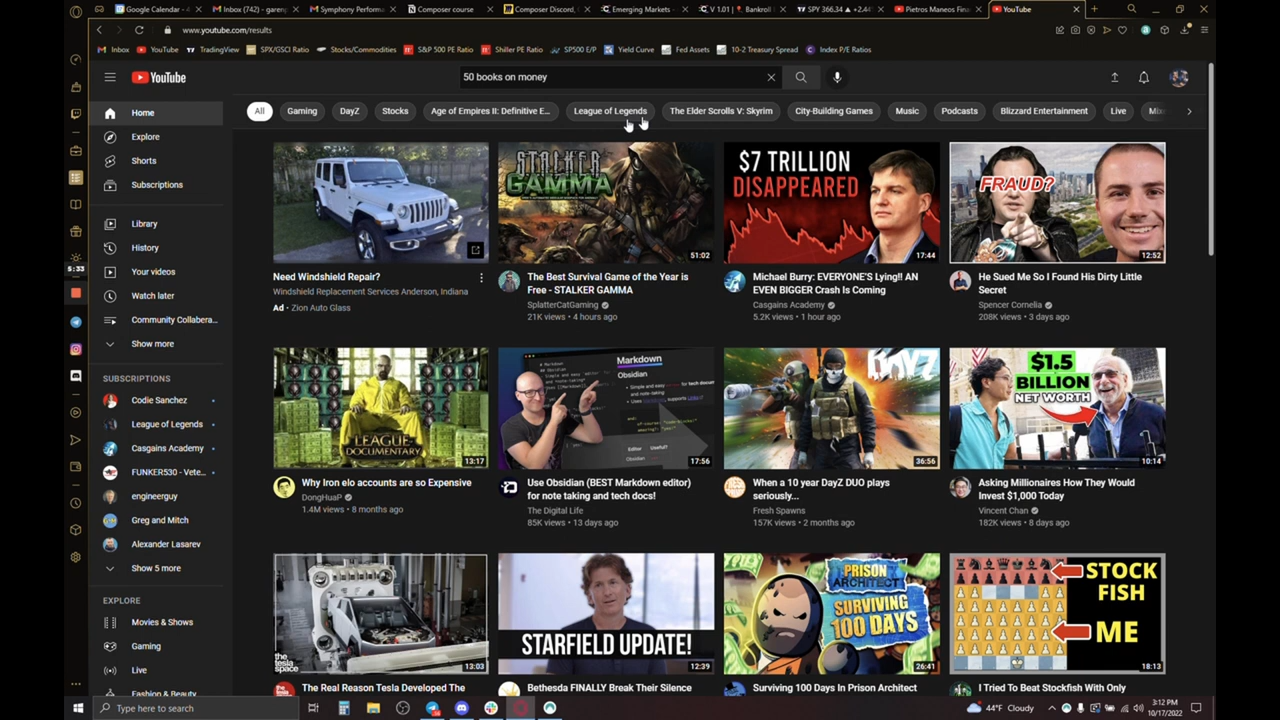 Google Calendar - 
Inbox (742) - gareng
Symphony Performa
Composer course
Composer Discord,
Emerging Markets -
V 1.01 | Bankroll
SPY 366.34 ▲ +2.44
Pietros Maneos Fina
YouTube
www.youtube.com/results
Inbox
YouTube
TradingView
SPX/GSCI Ratio
Stocks/Commodities
S&P 500 PE Ratio
Shiller PE Ratio
SP500 E/P
Yield Curve
Fed Assets
10-2 Treasury Spread
Index P/E Ratios
YouTube
50 books on money
Home
Explore
Shorts
Subscriptions
Library
History
Your videos
Watch later
Community Collabera...
Show more
SUBSCRIPTIONS
Codie Sanchez
League of Legends
Casgains Academy
FUNKER530 - Vete...
engineerguy
Greg and Mitch
Alexander Lasarev
Show 5 more
EXPLORE
Movies & Shows
Gaming
Live
Fashion & Beauty
5:33
All
Gaming
DayZ
Stocks
Age of Empires II: Definitive E...
League of Legends
The Elder Scrolls V: Skyrim
City-Building Games
Music
Podcasts
Blizzard Entertainment
Live
Mix
Need Windshield Repair?
Windshield Replacement Services Anderson, Indiana
Ad · Zion Auto Glass
STALKER
GAMMA
51:02
The Best Survival Game of the Year is
Free - STALKER GAMMA
SplatterCatGaming
21K views • 4 hours ago
$7 TRILLION
DISAPPEARED
17:44
Michael Burry: EVERYONE'S Lying!! AN
EVEN BIGGER Crash Is Coming
Casgains Academy
5.2K views • 1 hour ago
FRAUD?
12:52
He Sued Me So I Found His Dirty Little
Secret
Spencer Cornelia
208K views • 3 days ago
LEAGUE
DOCUMENTARY
13:17
Why Iron elo accounts are so Expensive
DongHuaP
1.4M views • 8 months ago
Markdown
Obsidian
17:56
Use Obsidian (BEST Markdown editor)
for note taking and tech docs!
The Digital Life
85K views • 13 days ago
DAYZ
36:56
When a 10 year DayZ DUO plays
seriously...
Fresh Spawns
157K views • 2 months ago
$1.5
BILLION
NET WORTH
10:14
Asking Millionaires How They Would
Invest $1,000 Today
Vincent Chan
182K views • 8 days ago
the
tesla
space
13:03
The Real Reason Tesla Developed The
STARFIELD UPDATE!
12:39
Bethesda FINALLY Break Their Silence
PRISON
ARCHITECT
SURVIVING
100 DAYS
26:41
Surviving 100 Days In Prison Architect
STOCK
FISH
ME
18:13
I Tried To Beat Stockfish With Only
Type here to search
44°F Cloudy
3:12 PM
10/17/2022